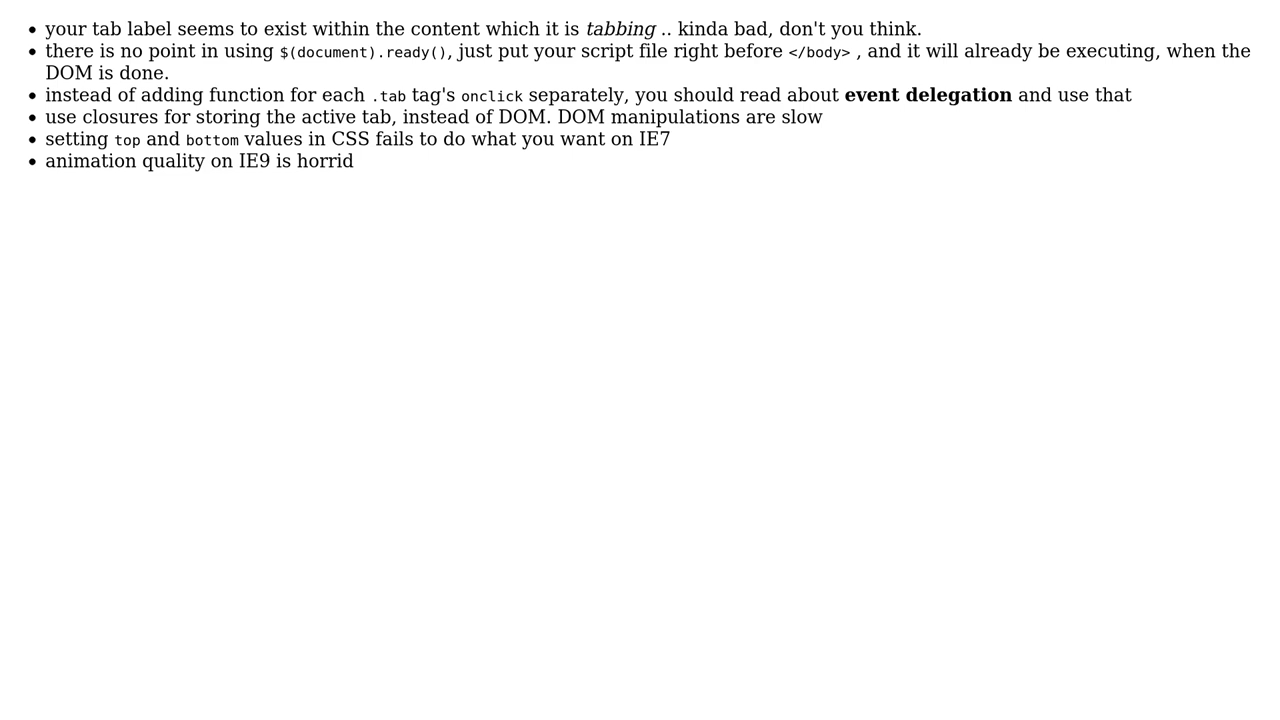 • your tab label seems to exist within the content which it is tabbing .. kinda bad, don't you think.
• there is no point in using $(document).ready(), just put your script file right before </body> , and it will already be executing, when the
DOM is done.
• instead of adding function for each .tab tag's onclick separately, you should read about event delegation and use that
• use closures for storing the active tab, instead of DOM. DOM manipulations are slow
• setting top and bottom values in CSS fails to do what you want on IE7
• animation quality on IE9 is horrid